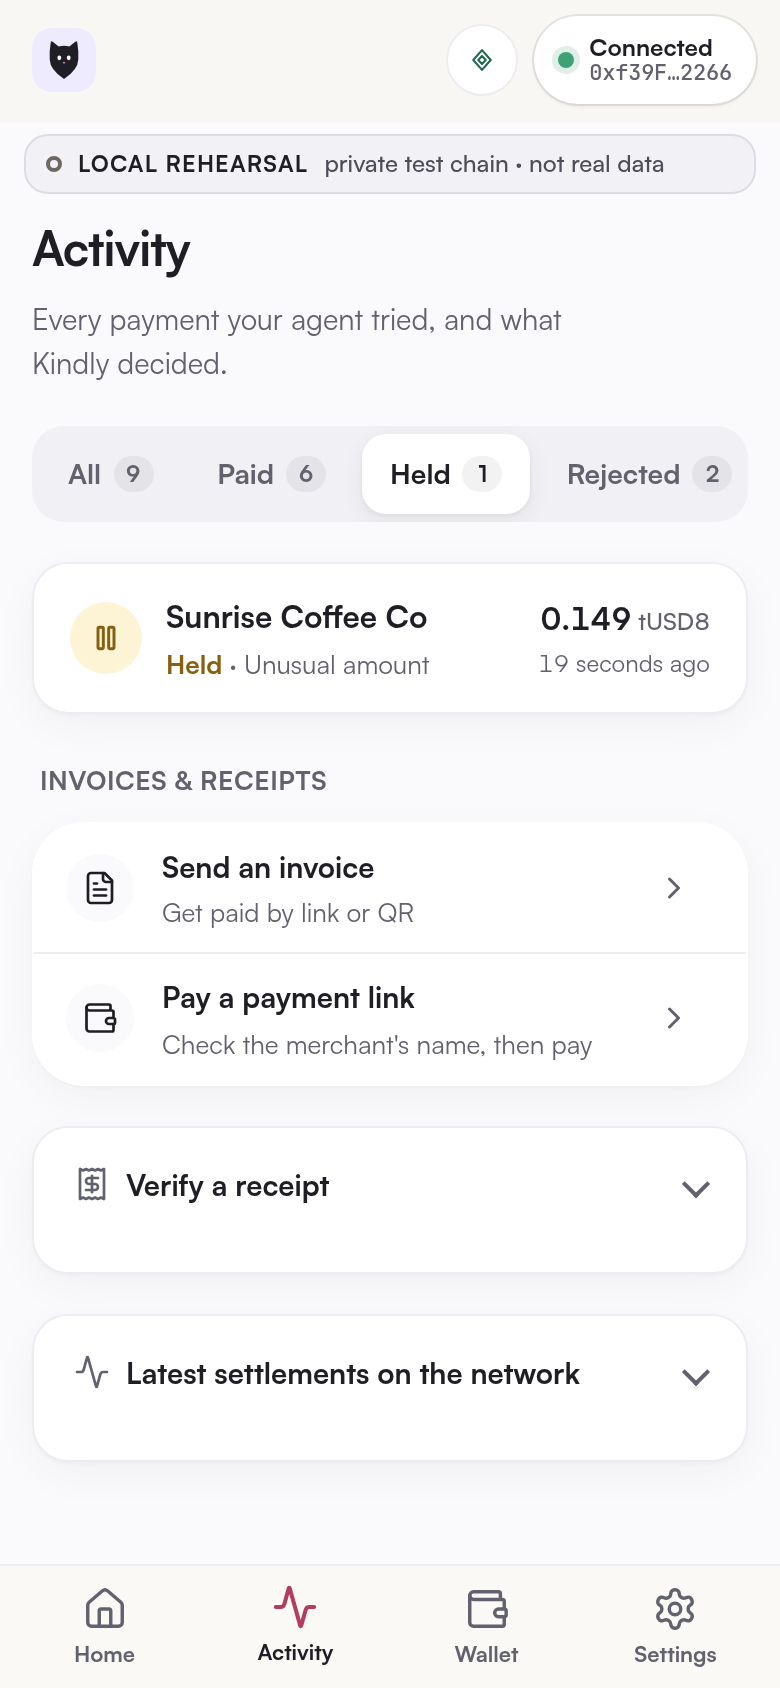 Connected
0xf39F…2266
LOCAL REHEARSAL private test chain · not real data
Activity
Every payment your agent tried, and what
Kindly decided.
All 9 Paid 6 Held 1 Rejected 2
Sunrise Coffee Co 0.149 tUSD8
Held · Unusual amount 19 seconds ago
INVOICES & RECEIPTS
Send an invoice
Get paid by link or QR
Pay a payment link
Check the merchant's name, then pay
Verify a receipt
Latest settlements on the network
Home Activity Wallet Settings